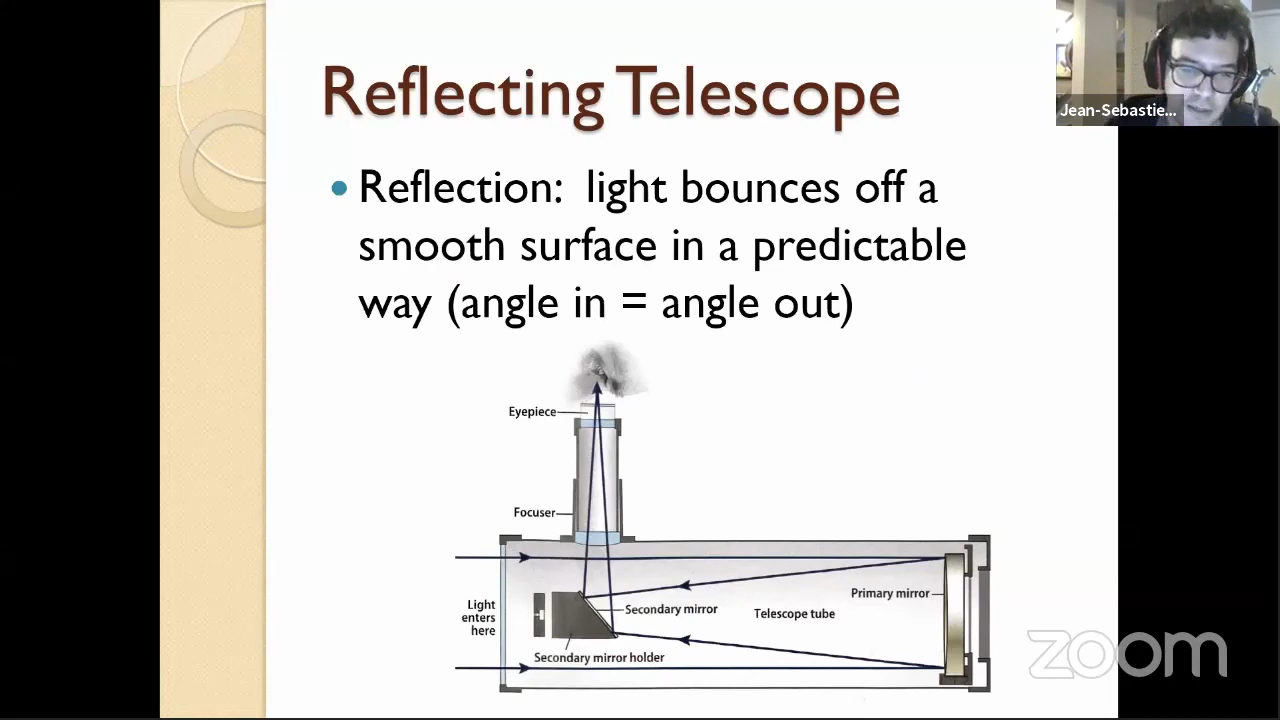 Reflecting Telescope
Jean-Sebastie...
• Reflection:  light bounces off a
smooth surface in a predictable
way (angle in = angle out)
Eyepiece
Focuser
Light
enters
here
Primary mirror
Secondary mirror
Telescope tube
Secondary mirror holder
zoom